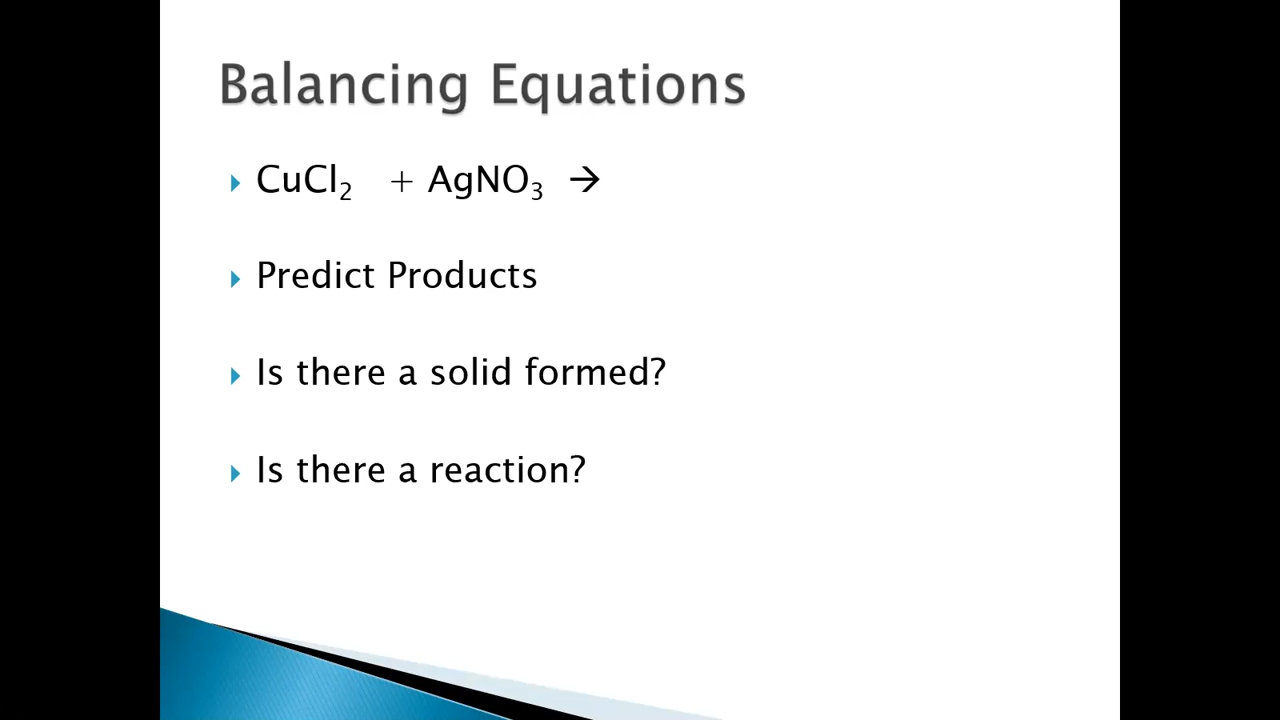 Balancing Equations
CuCl₂ + AgNO₃ →
Predict Products
Is there a solid formed?
Is there a reaction?